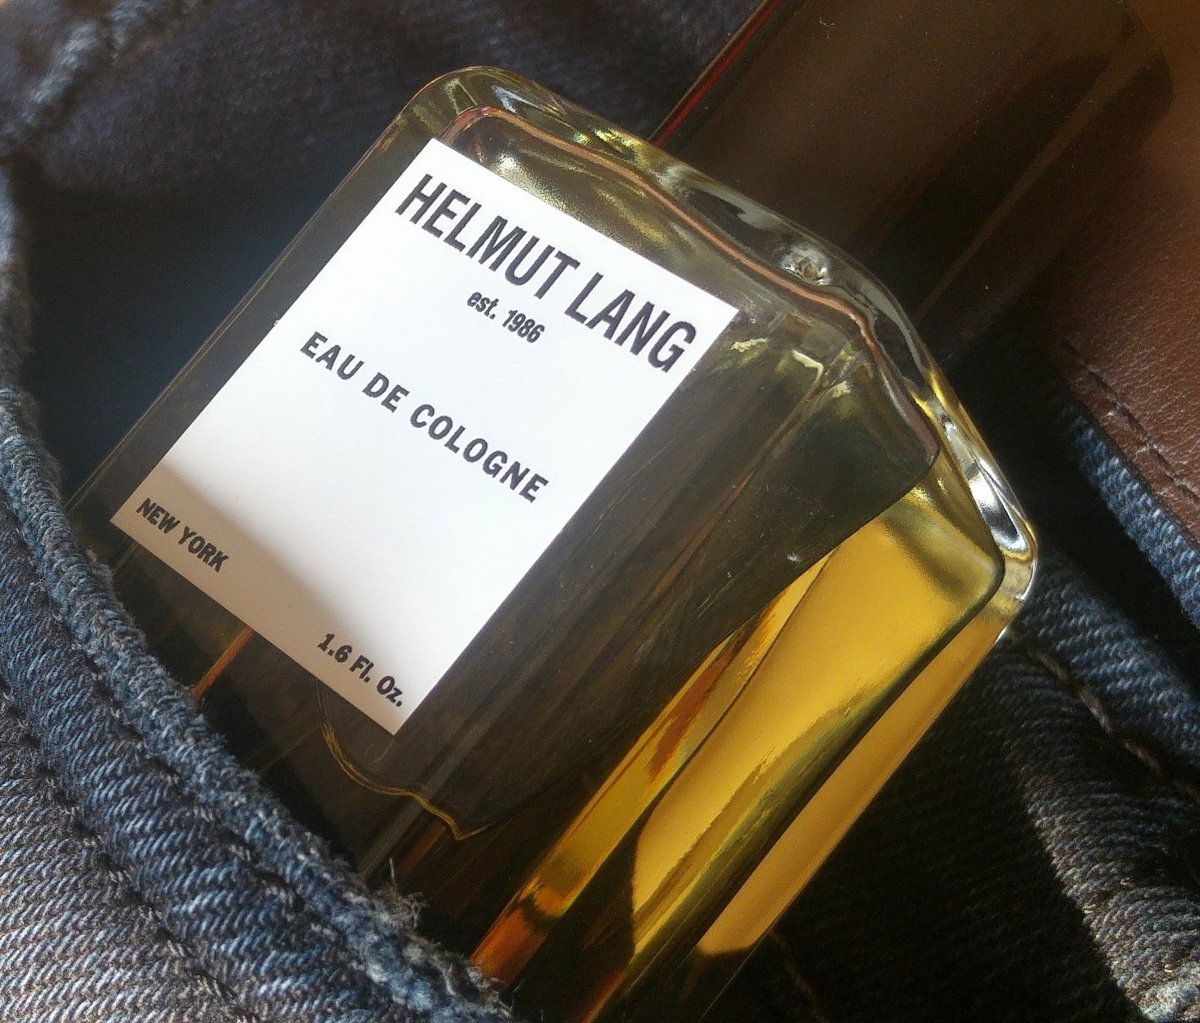 HELMUT LANG
est. 1986
EAU DE COLOGNE
NEW YORK
1.6 Fl. Oz.